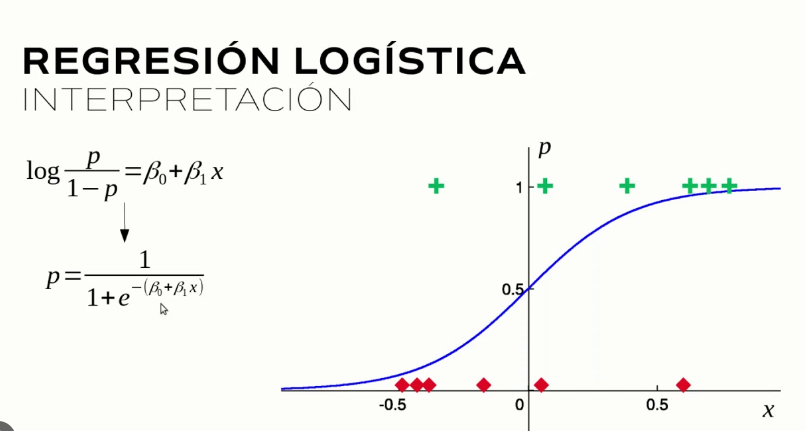 REGRESIÓN LOGÍSTICA
INTERPRETACIÓN
log p/(1−p) = β₀+β₁x
p = 1/(1+e^(−(β₀+β₁x)))
p
1
0.5
-0.5 0 0.5 x